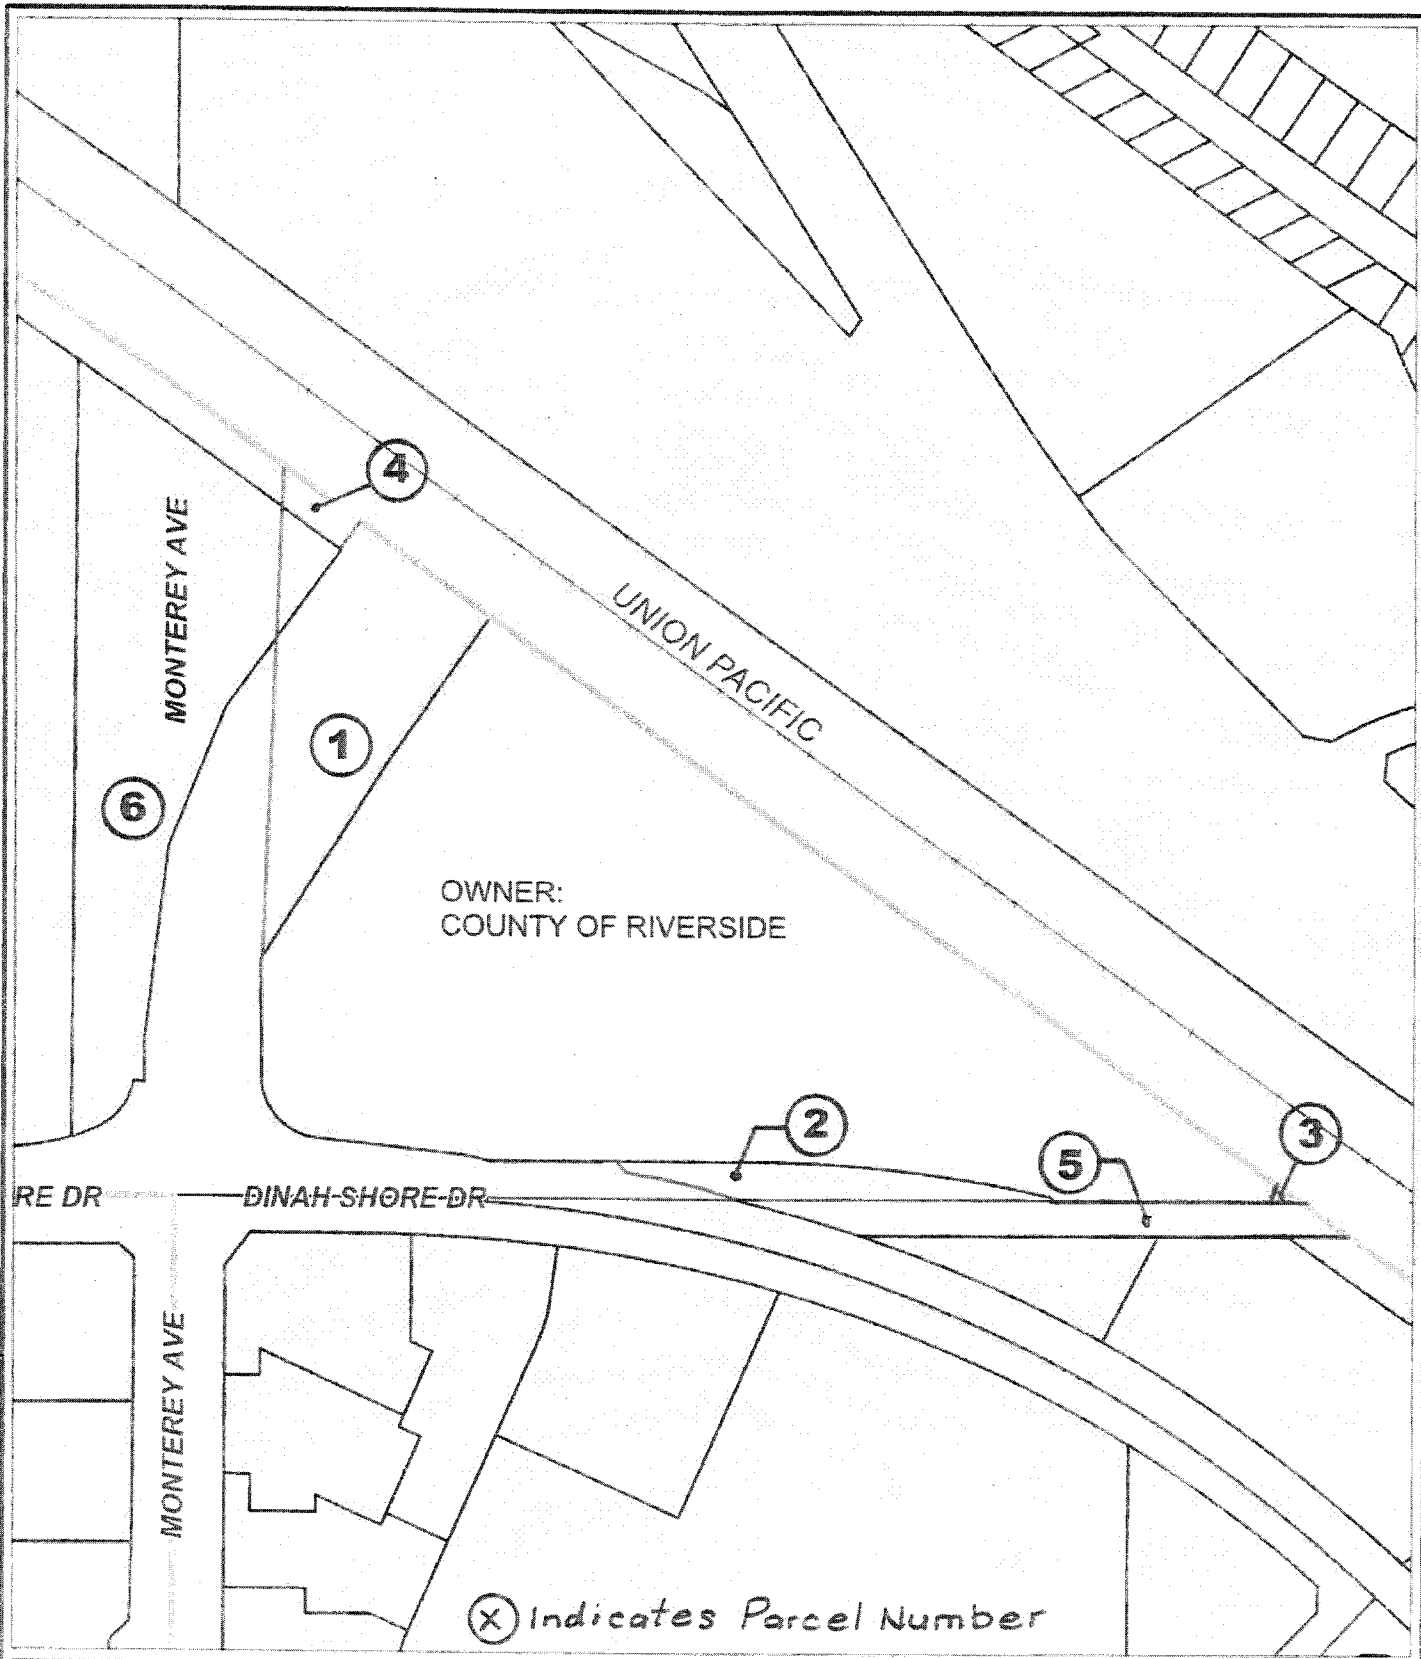 4
MONTEREY AVE
UNION PACIFIC
1
6
OWNER:
COUNTY OF RIVERSIDE
2
3
5
RE DR
DINAH-SHORE-DR
MONTEREY AVE
X Indicates Parcel Number